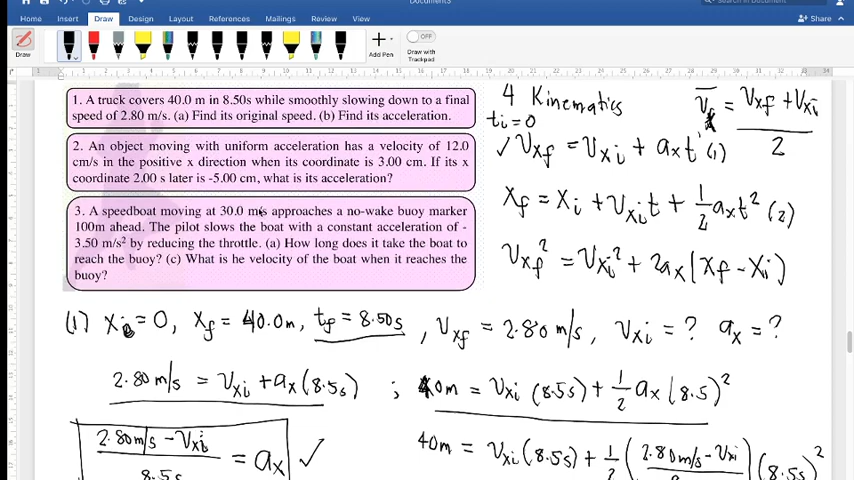 Document3
Search in Document
Home Insert Draw Design Layout References Mailings Review View
Share
Draw
Add Pen
OFF
Draw with Trackpad
1. A truck covers 40.0 m in 8.50s while smoothly slowing down to a final
speed of 2.80 m/s. (a) Find its original speed. (b) Find its acceleration.
2. An object moving with uniform acceleration has a velocity of 12.0
cm/s in the positive x direction when its coordinate is 3.00 cm. If its x
coordinate 2.00 s later is -5.00 cm, what is its acceleration?
3. A speedboat moving at 30.0 m/s approaches a no-wake buoy marker
100m ahead. The pilot slows the boat with a constant acceleration of -
3.50 m/s² by reducing the throttle. (a) How long does it take the boat to
reach the buoy? (c) What is he velocity of the boat when it reaches the
buoy?
4 Kinematics
ti=0
v̄x = (Vxf + Vxi) / 2
✓ Vxf = Vxi + axt (1)
Xf = Xi + Vxi t + 1/2 axt² (2)
Vxf² = Vxi² + 2ax(Xf - Xi)
(1) Xi = 0, Xf = 40.0m, tf = 8.50s, Vxf = 2.80 m/s, Vxi = ? ax = ?
2.80 m/s = Vxi + ax(8.5s) ; 40m = Vxi (8.5s) + 1/2 ax (8.5)²
(2.80m/s - Vxi) / 8.5s = ax ✓
40m = Vxi (8.5s) + 1/2 (2.80m/s - Vxi) (8.5s)²